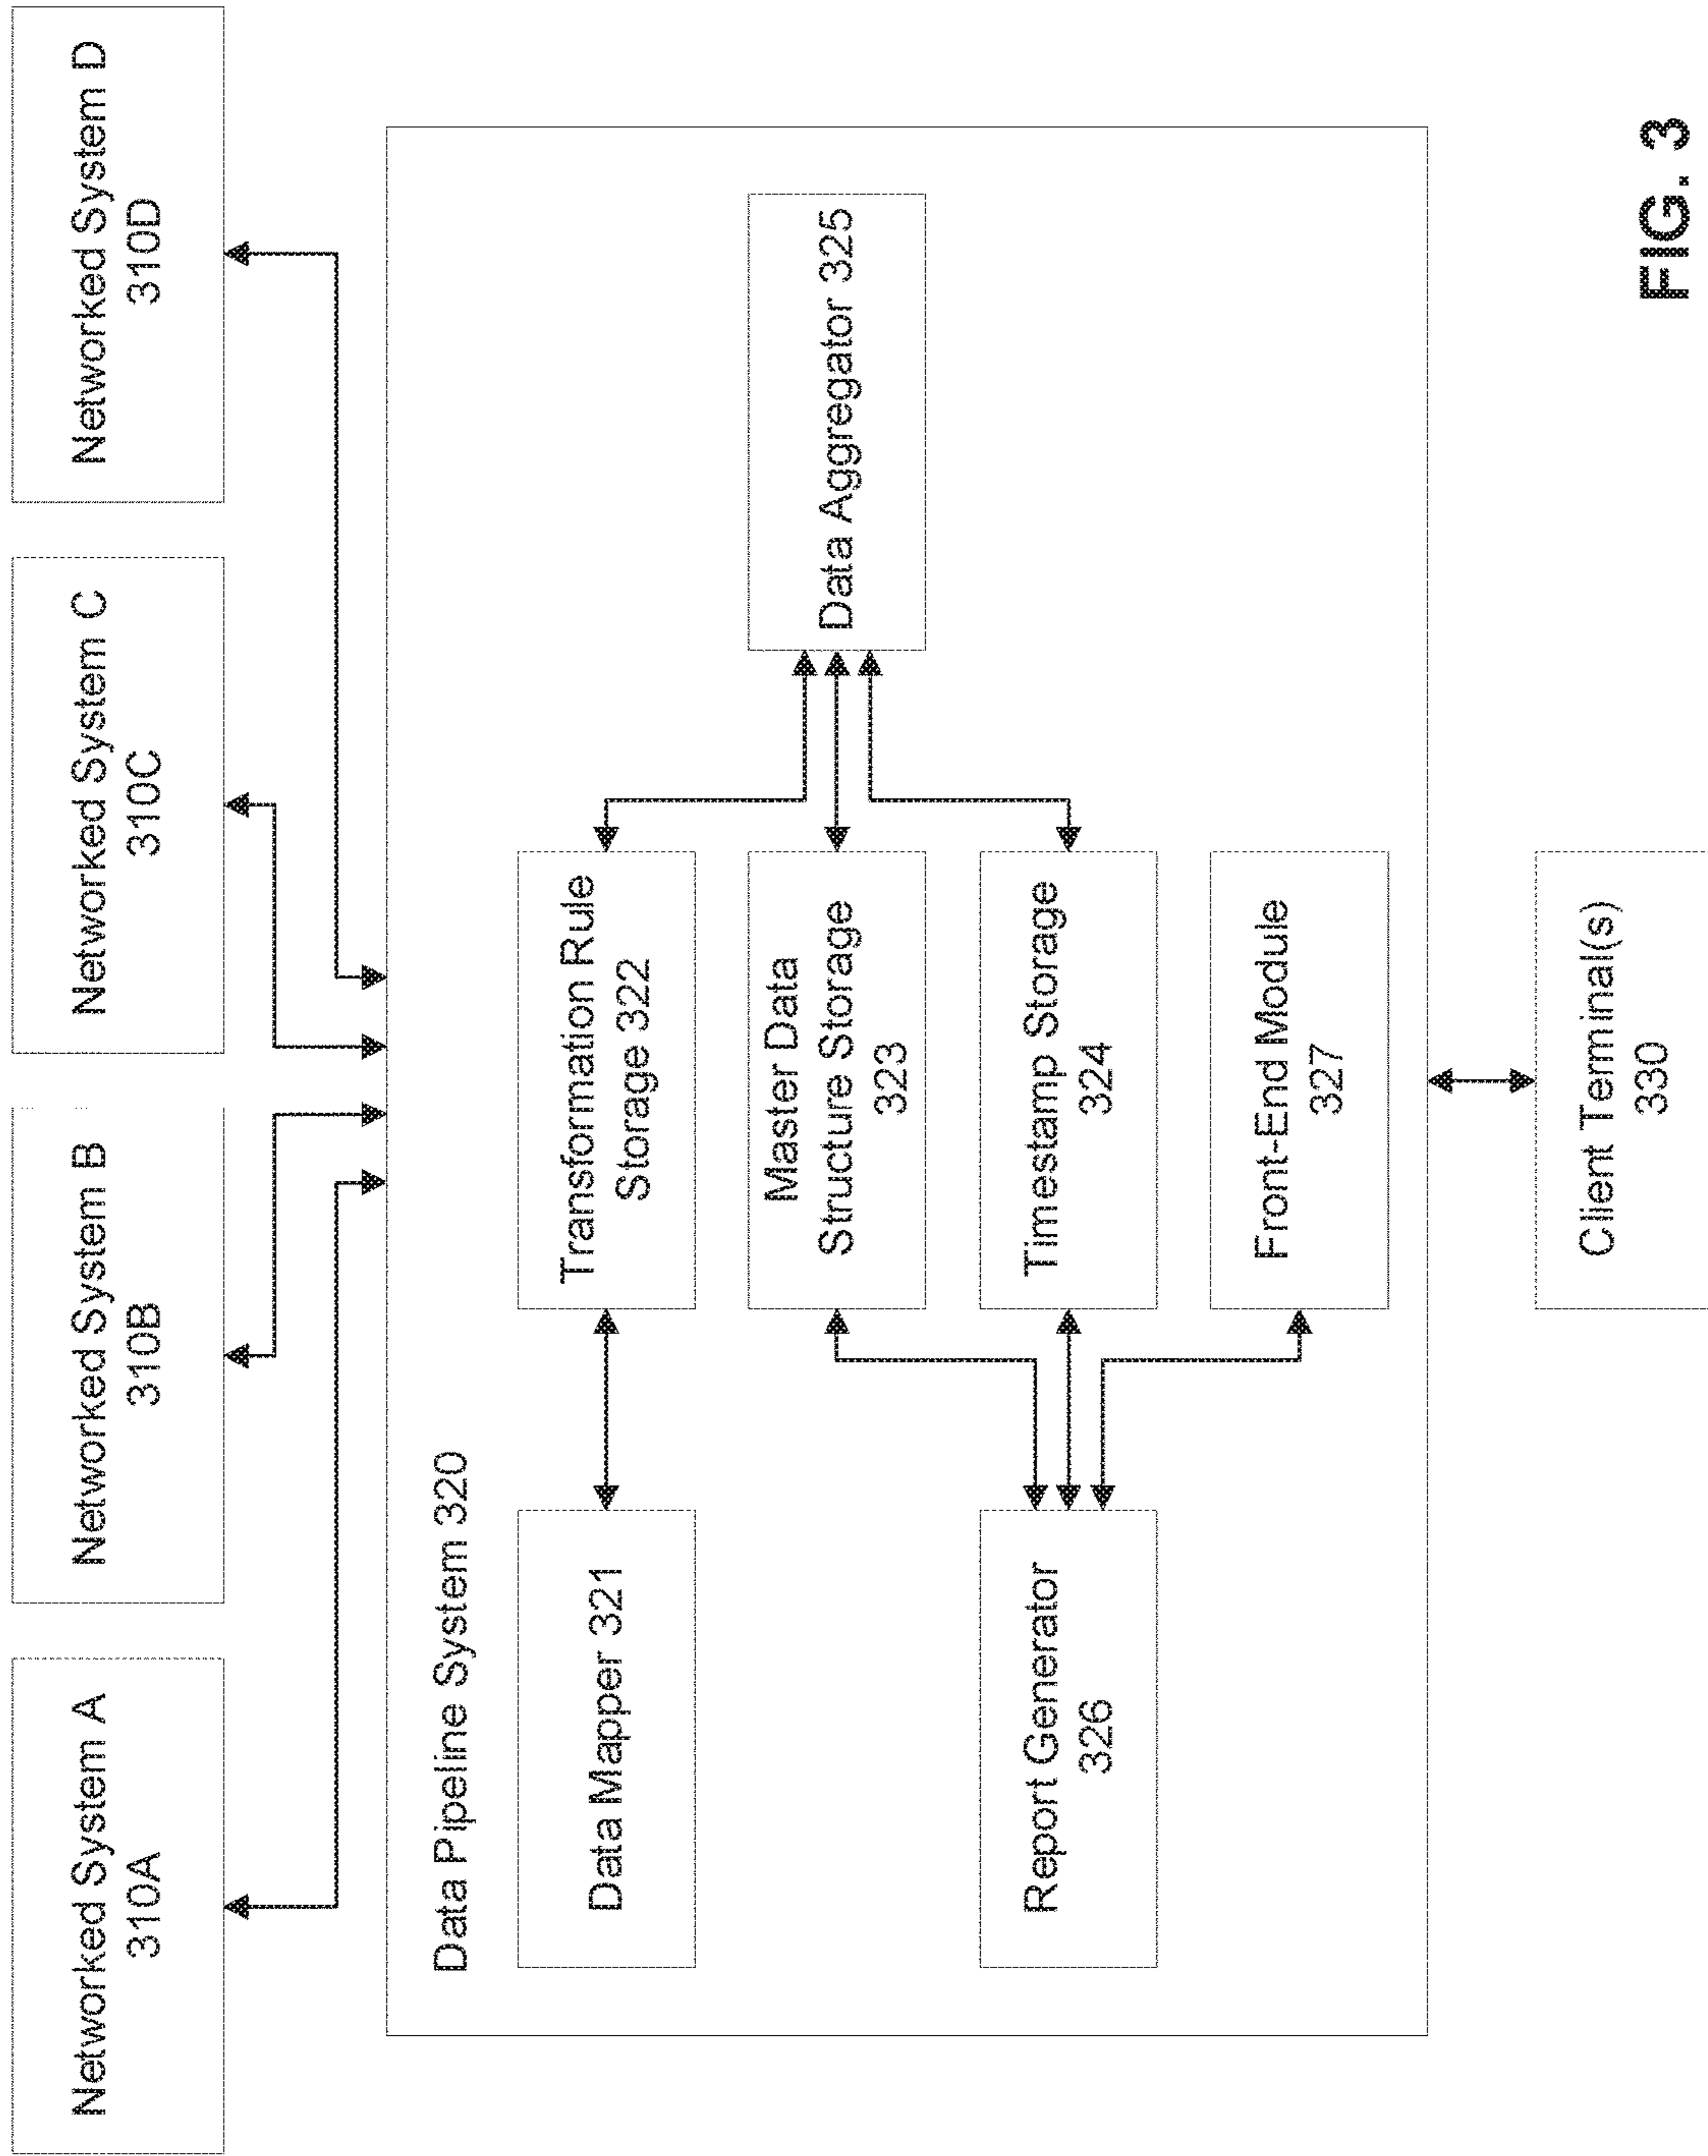 Networked System A
310A
Networked System B
310B
Networked System C
310C
Networked System D
310D
Data Pipeline System 320
Data Mapper 321
Transformation Rule
Storage 322
Master Data
Structure Storage
323
Data Aggregator 325
Report Generator
326
Timestamp Storage
324
Front-End Module
327
Client Terminal(s)
330
FIG. 3